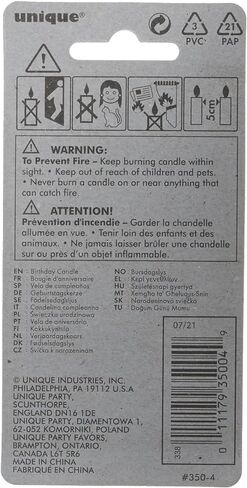 unique®
3
PVC
21
PAP
5cm
WARNING:
To Prevent Fire – Keep burning candle within
sight. • Keep out of reach of children and pets.
• Never burn a candle on or near anything that
can catch fire.
ATTENTION!
Prévention d'incendie – Garder la chandelle
allumée en vue. • Tenir loin des enfants et des
animaux. • Ne jamais laisser brûler une chandelle
sur ou auprès d'un objet inflammable.
EN - Birthday Candle
FR - Bougie d'anniversaire
SP - Vela de cumpleaños
DE - Geburtstagskerze
SE - Födelsedagsljus
IT - Candelina compleanno
PL - Świeczka urodzinowa
PT - Vela de aniversário
FI - Kakkukynttilä
NL - Verjaardagskaars
DK - Fødselsdagslys
CZ - Svíčka k narozeninám
NO - Bursdagslys
EL - Κερί γενεθλίων
HU - Születésnapi gyertya
MT - Xemgħa ta' Għeluq is-Snin
SK - Narodeninová sviečka
TU - Doğum Günü Mumu
07/21
© UNIQUE INDUSTRIES, INC.
PHILADELPHIA, PA 19112 USA
UNIQUE PARTY,
SCUNTHORPE,
ENGLAND DN16 1DE
UNIQUE PARTY, DIAMENTOWA 1,
62-052 KOMORNIKI, POLAND
UNIQUE PARTY FAVORS,
BRAMPTON, ONTARIO,
CANADA L6T 5R6
MADE IN CHINA
338
0 11179 35004 9
#350-4